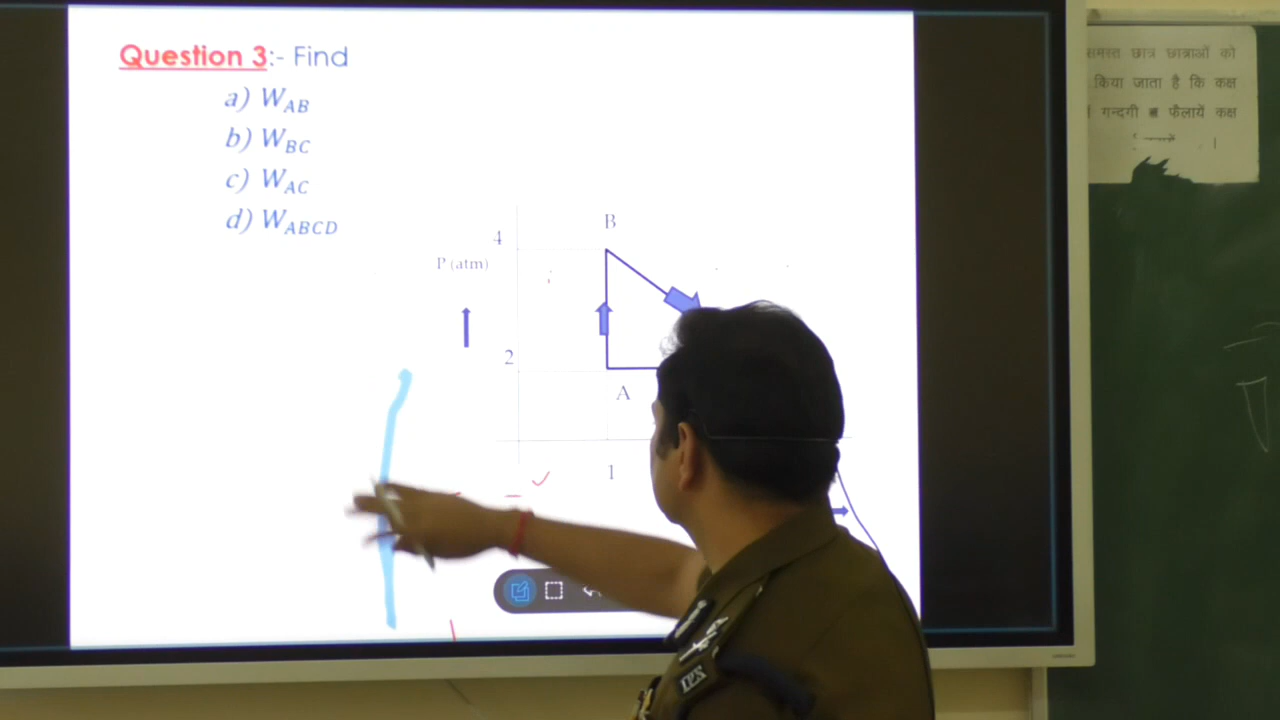 Question 3:- Find
a) W_AB
b) W_BC
c) W_AC
d) W_ABCD
B
4
P (atm)
2
A
1
समस्त छात्र छात्राओं को
किया जाता है कि कक्ष
गन्दगी न फैलायें कक्ष
IPS